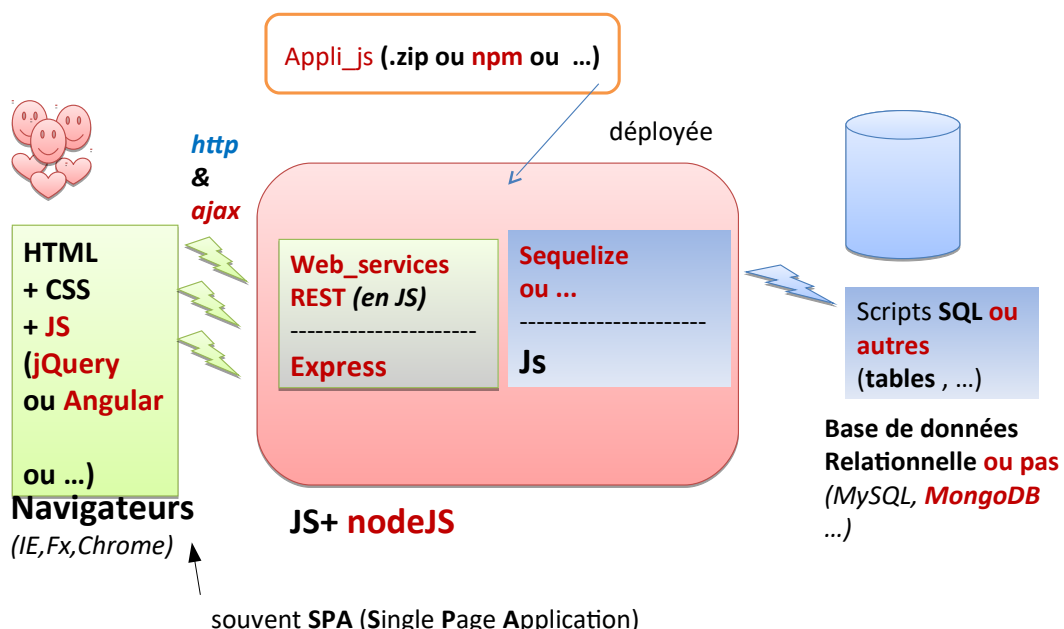 Appli_js (.zip ou npm ou  …)
déployée
http
&
ajax
HTML
+ CSS
+ JS
(jQuery
ou Angular
ou …)
Navigateurs
(IE,Fx,Chrome)
Web_services
REST (en JS)
----------------------
Express
Sequelize
ou ...
----------------------
Js
JS+ nodeJS
Scripts SQL ou
autres
(tables , …)
Base de données
Relationnelle ou pas
(MySQL, MongoDB
…)
souvent SPA (Single Page Application)